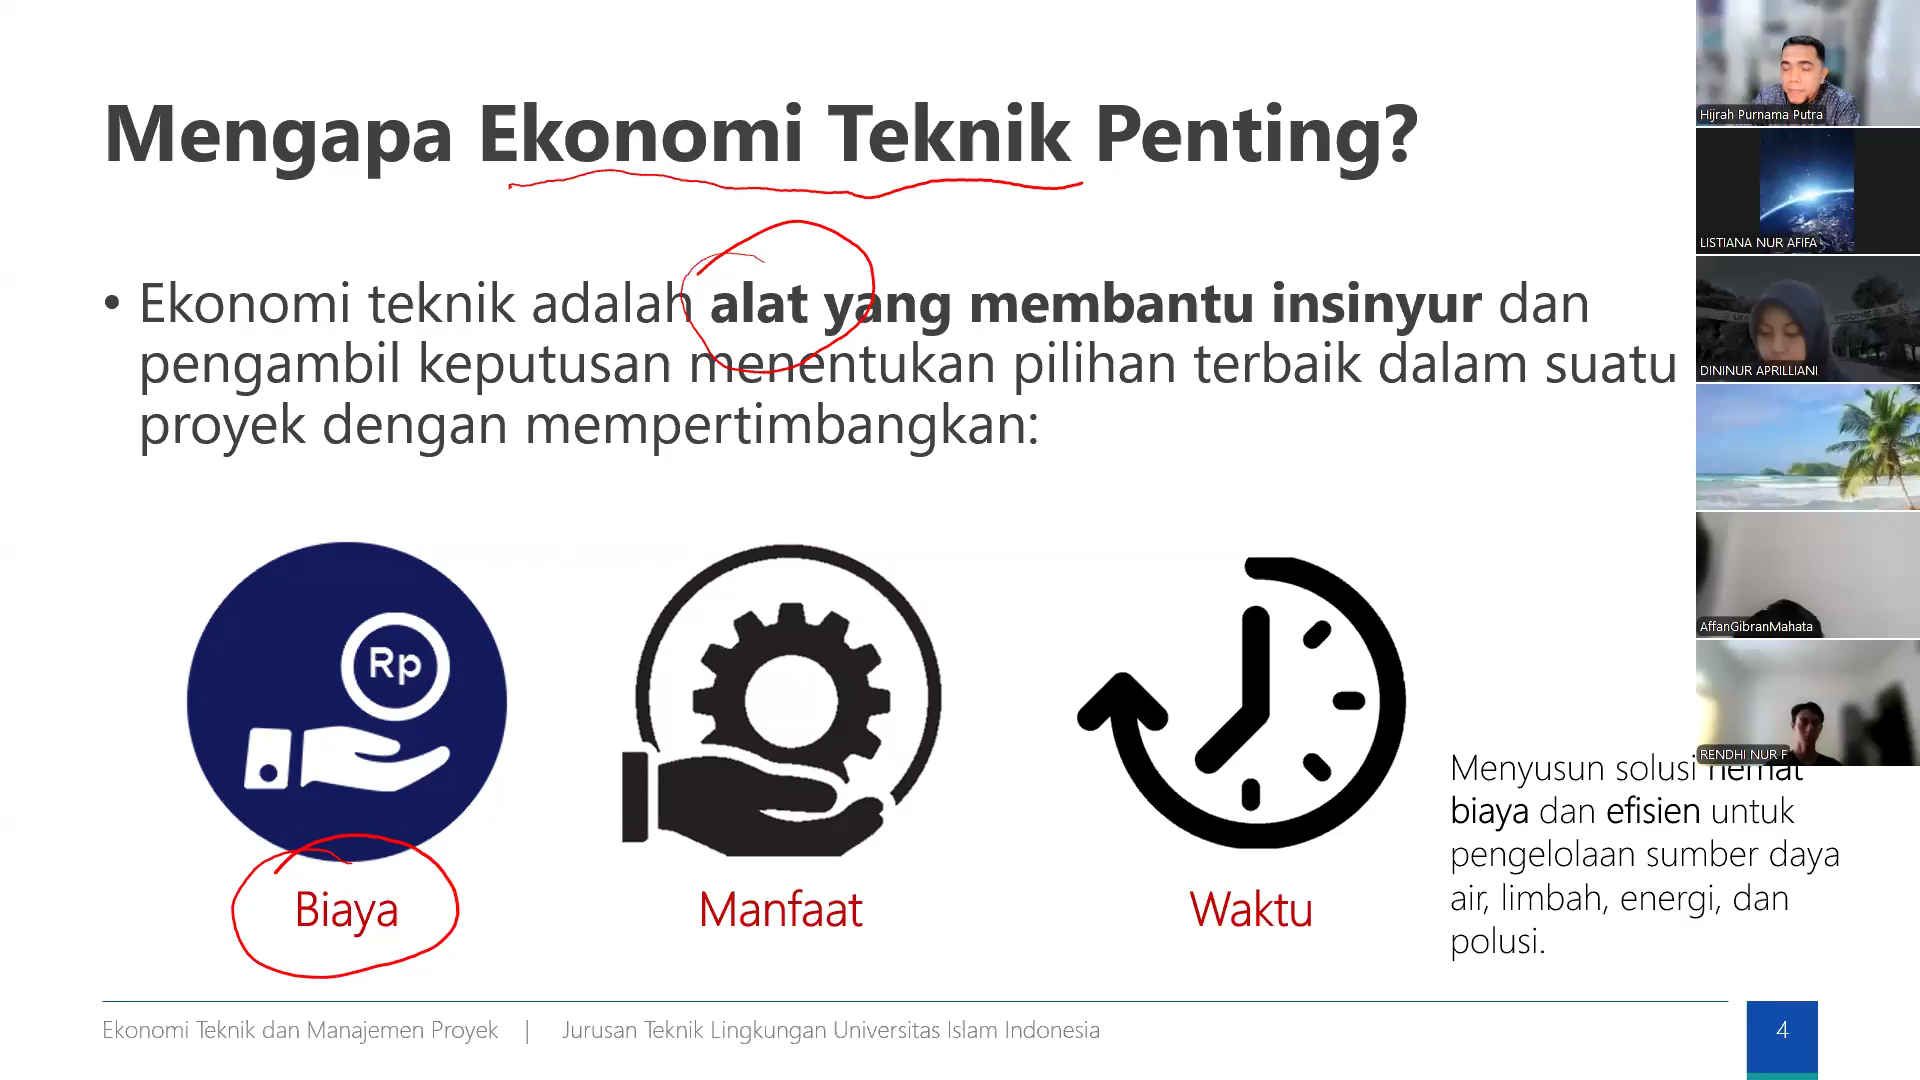 Mengapa Ekonomi Teknik Penting?
• Ekonomi teknik adalah alat yang membantu insinyur dan
pengambil keputusan menentukan pilihan terbaik dalam suatu
proyek dengan mempertimbangkan:
Rp
Biaya
Manfaat
Waktu
Menyusun solusi hemat
biaya dan efisien untuk
pengelolaan sumber daya
air, limbah, energi, dan
polusi.
Ekonomi Teknik dan Manajemen Proyek | Jurusan Teknik Lingkungan Universitas Islam Indonesia
4
Hijrah Purnama Putra
LISTIANA NUR AFIFA
DININUR APRILLIANI
AffanGibranMahata
RENDHI NUR F